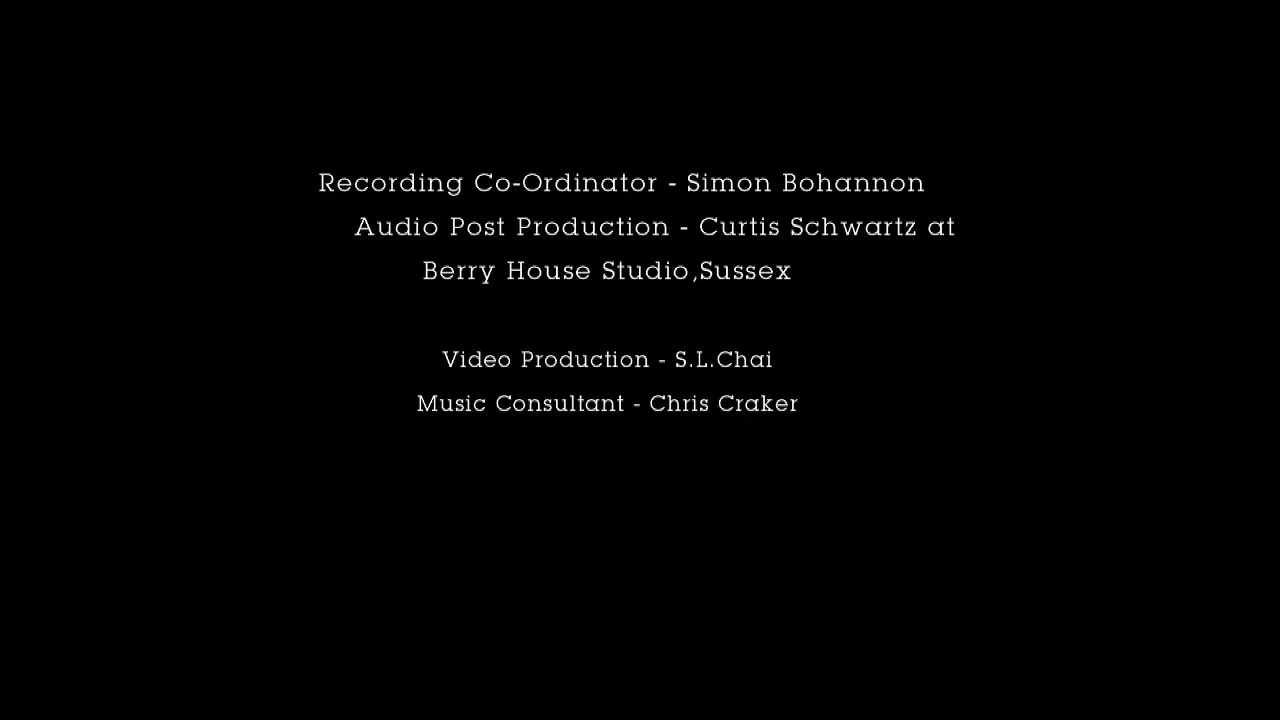 Recording Co-Ordinator - Simon Bohannon
Audio Post Production - Curtis Schwartz at
Berry House Studio,Sussex
Video Production - S.L.Chai
Music Consultant - Chris Craker